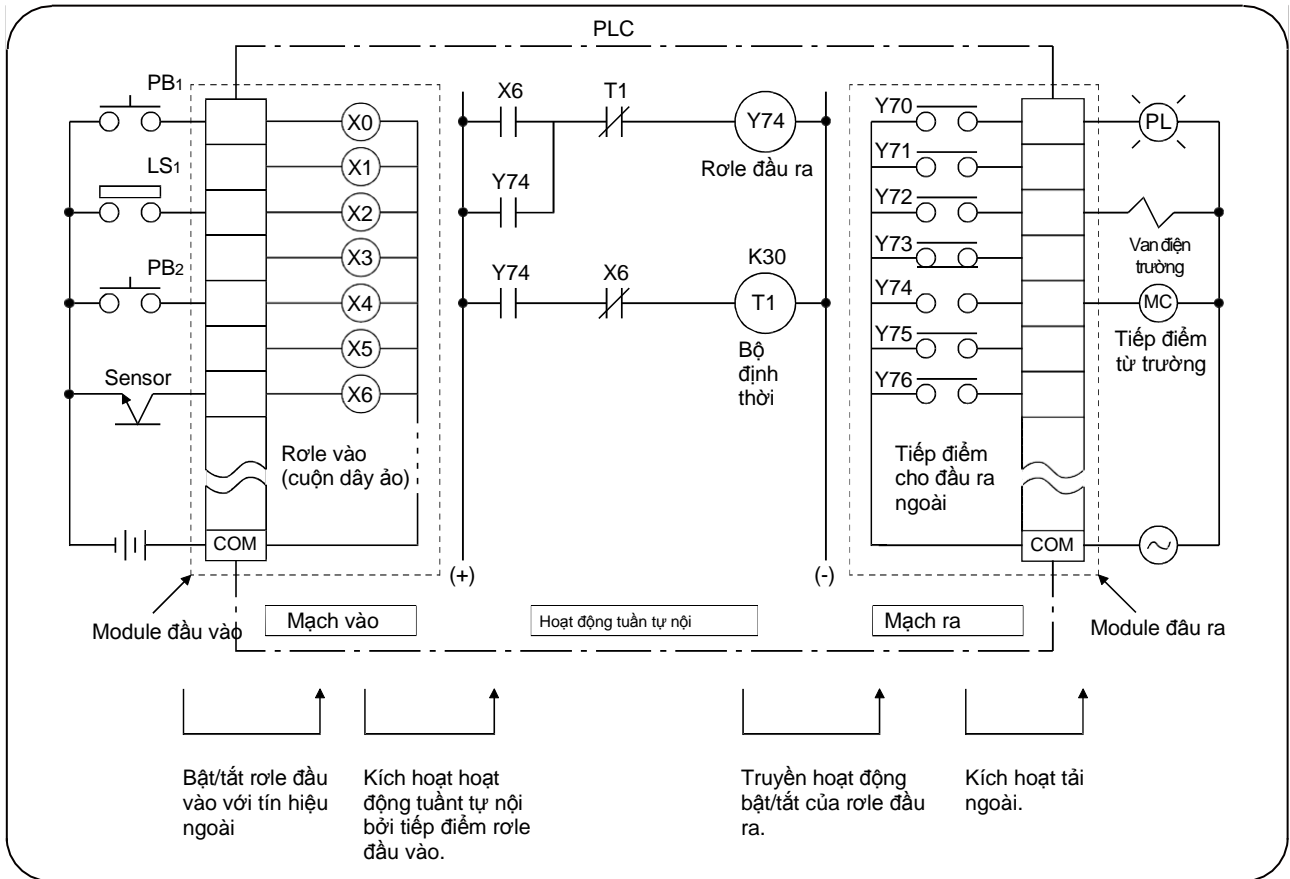 PLC
PB1
X0
X1
LS1
X2
X3
PB2
X4
X5
Sensor
X6
Rơle vào
(cuộn dây ảo)
COM
X6
T1
Y74
Rơle đầu ra
Y74
Y74
X6
K30
T1
Bộ
định
thời
(+)
(-)
Y70
Y71
Y72
Y73
Y74
Y75
Y76
Tiếp điểm
cho đầu ra
ngoài
COM
PL
Van điện
trường
MC
Tiếp điểm
từ trường
Module đầu vào
Mạch vào
Hoạt động tuần tự nội
Mạch ra
Module đâu ra
Bật/tắt rơle đầu
vào với tín hiệu
ngoài
Kích hoạt hoạt
động tuầnt tự nội
bởi tiếp điểm rơle
đầu vào.
Truyền hoạt động
bật/tắt của rơle đầu
ra.
Kích hoạt tải
ngoài.